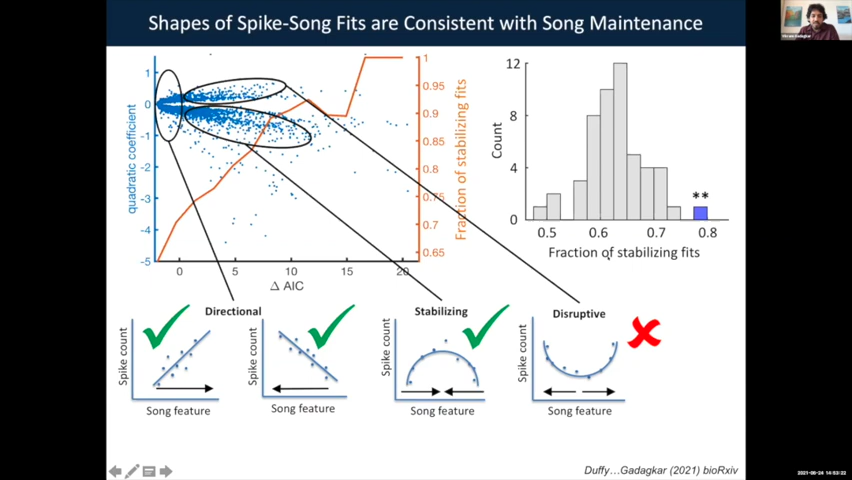 Shapes of Spike-Song Fits are Consistent with Song Maintenance
quadratic coefficient
1
0
-1
-2
-3
-4
-5
0
5
10
15
20
Δ AIC
1
0.95
0.9
0.85
0.8
0.75
0.7
0.65
Fraction of stabilizing fits
Count
12
8
4
0
**
0.5
0.6
0.7
0.8
Fraction of stabilizing fits
Directional
Stabilizing
Disruptive
Spike count
Song feature
Spike count
Song feature
Spike count
Song feature
Spike count
Song feature
Duffy...Gadagkar (2021) bioRxiv